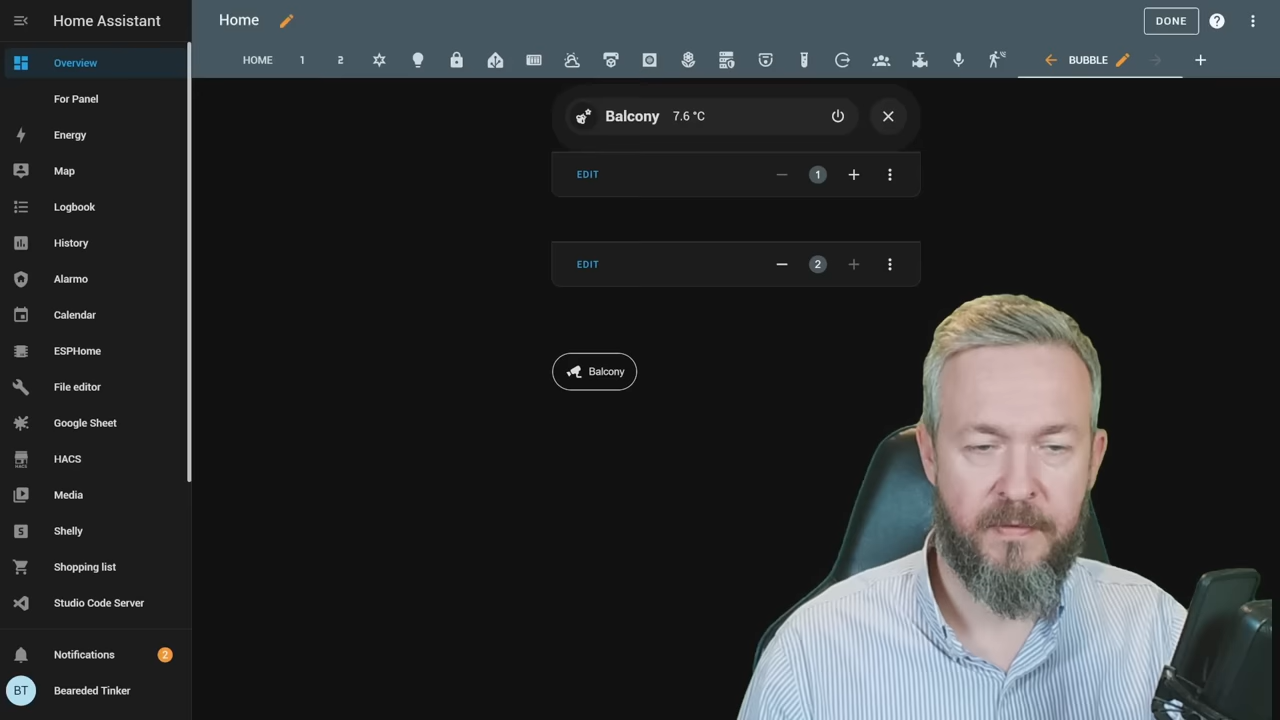 Home Assistant
Home
DONE
HOME 1 2 BUBBLE
Overview
For Panel
Energy
Map
Logbook
History
Alarmo
Calendar
ESPHome
File editor
Google Sheet
HACS
HACS
Media
S Shelly
Shopping list
Studio Code Server
Notifications 2
BT Beareded Tinker
Balcony 7.6 °C
EDIT 1
EDIT 2
Balcony